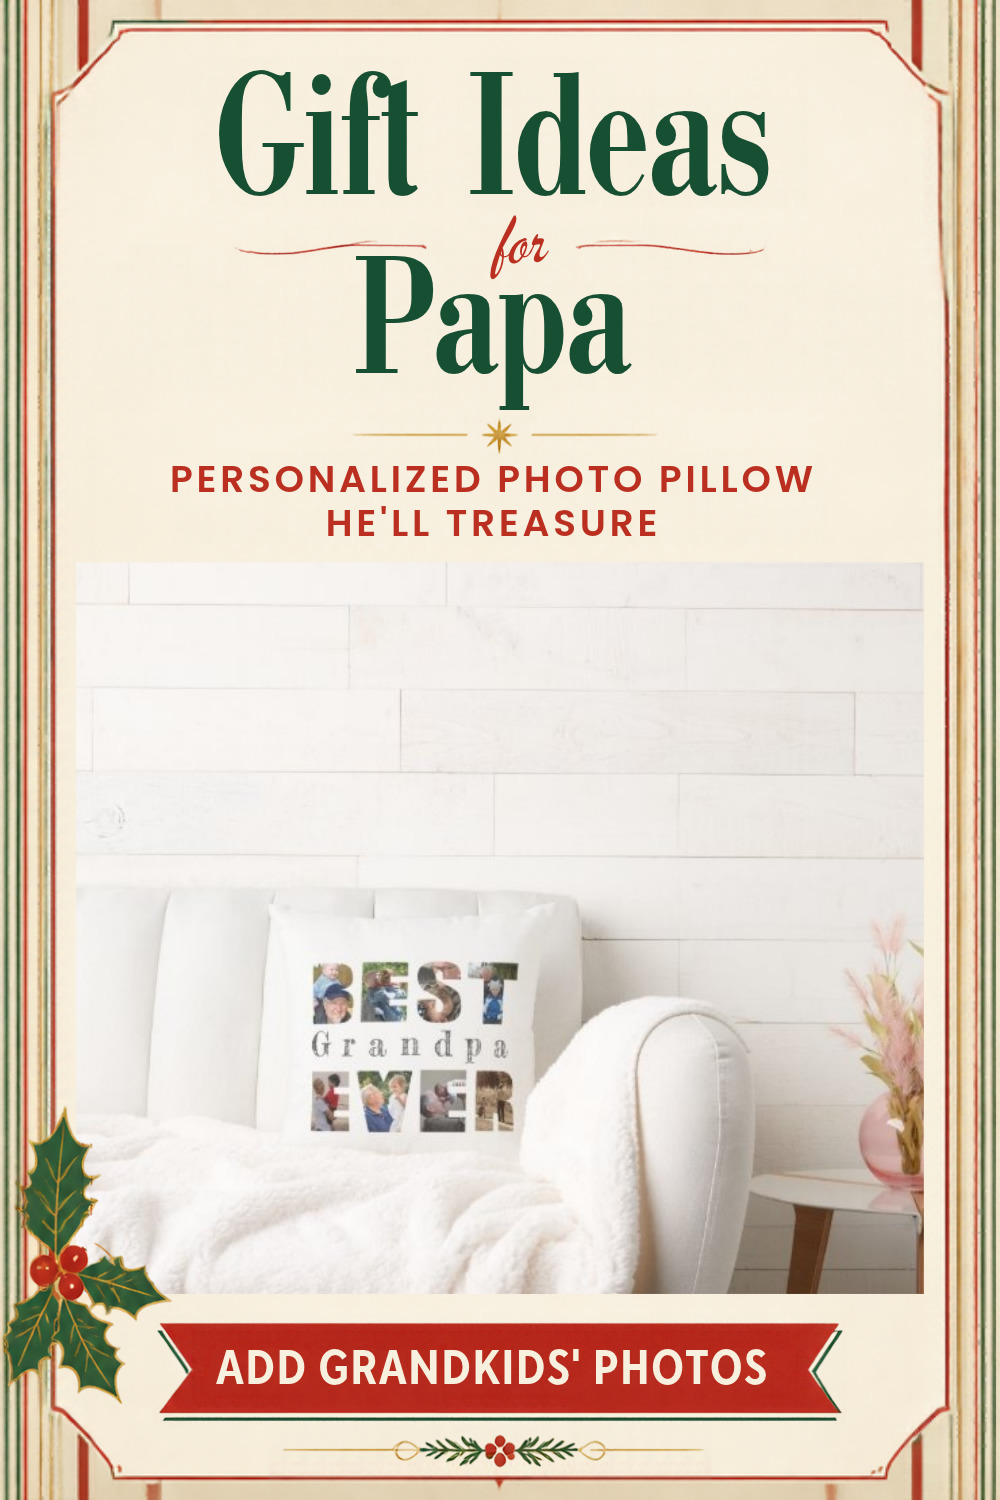 Gift Ideas
for
Papa
PERSONALIZED PHOTO PILLOW
HE'LL TREASURE
BEST
Grandpa
EVER
ADD GRANDKIDS' PHOTOS